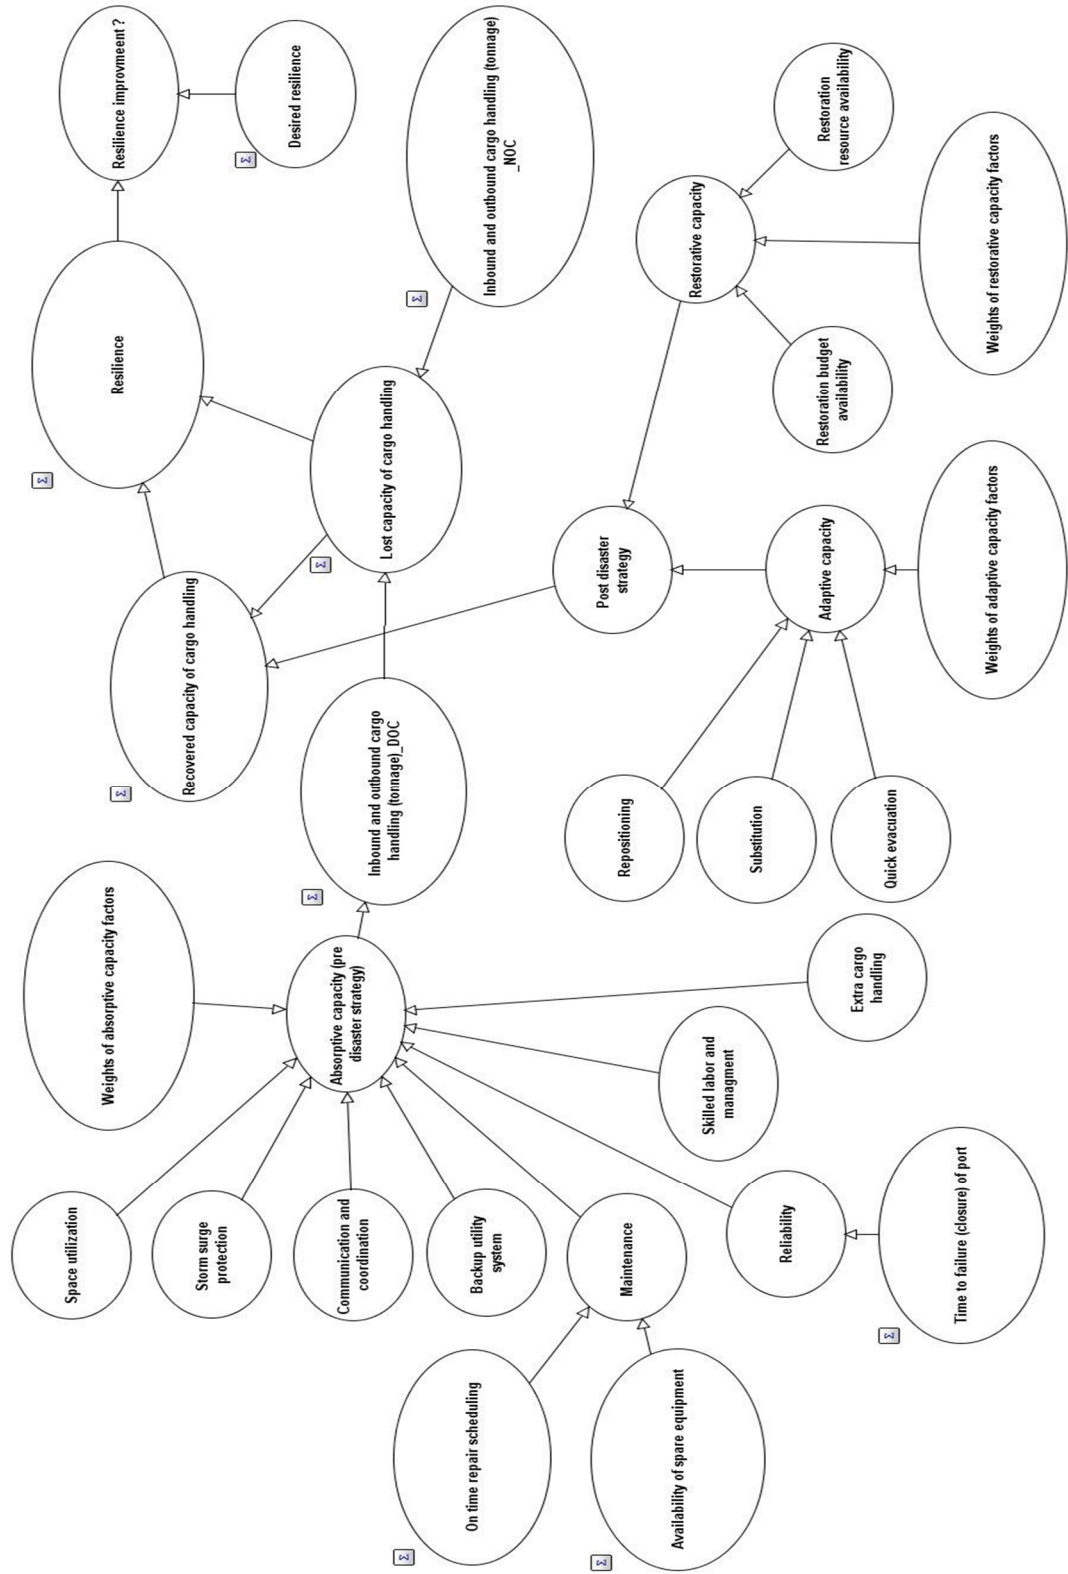 Space utilization
Storm surge
protection
Communication and
coordination
Backup utility
system
On time repair scheduling
Maintenance
Availability of spare equipment
Reliability
Time to failure (closure) of port
Weights of absorptive capacity factors
Absorptive capacity (pre
disaster strategy)
Skilled labor and
managment
Extra cargo
handling
Recovered capacity of cargo handling
Inbound and outbound cargo
handling (tonnage)_DOC
Repositioning
Substitution
Quick evacuation
Resilience
Lost capacity of cargo handling
Post disaster
strategy
Adaptive capacity
Weights of adaptive capacity factors
Resilience improvmeent ?
Desired resilience
Inbound and outbound cargo handling (tonnage)
_NOC
Restorative capacity
Restoration budget
availability
Restoration
resource availability
Weights of restorative capacity factors
Σ
Σ
Σ
Σ
Σ
Σ
Σ
Σ
Σ